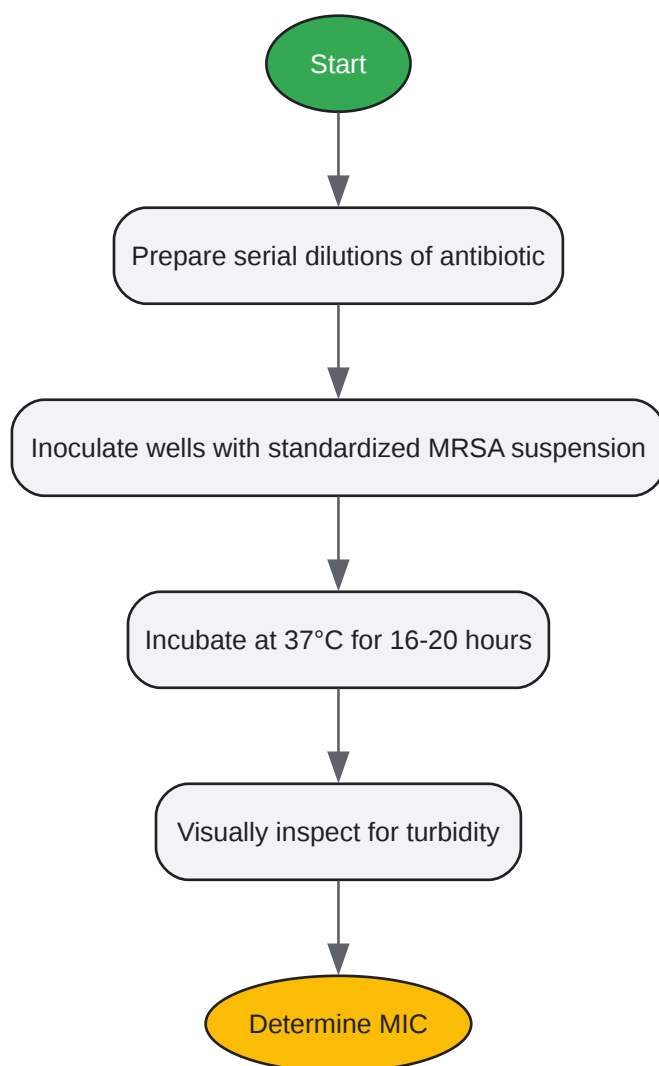 Start
Prepare serial dilutions of antibiotic
Inoculate wells with standardized MRSA suspension
Incubate at 37°C for 16-20 hours
Visually inspect for turbidity
Determine MIC